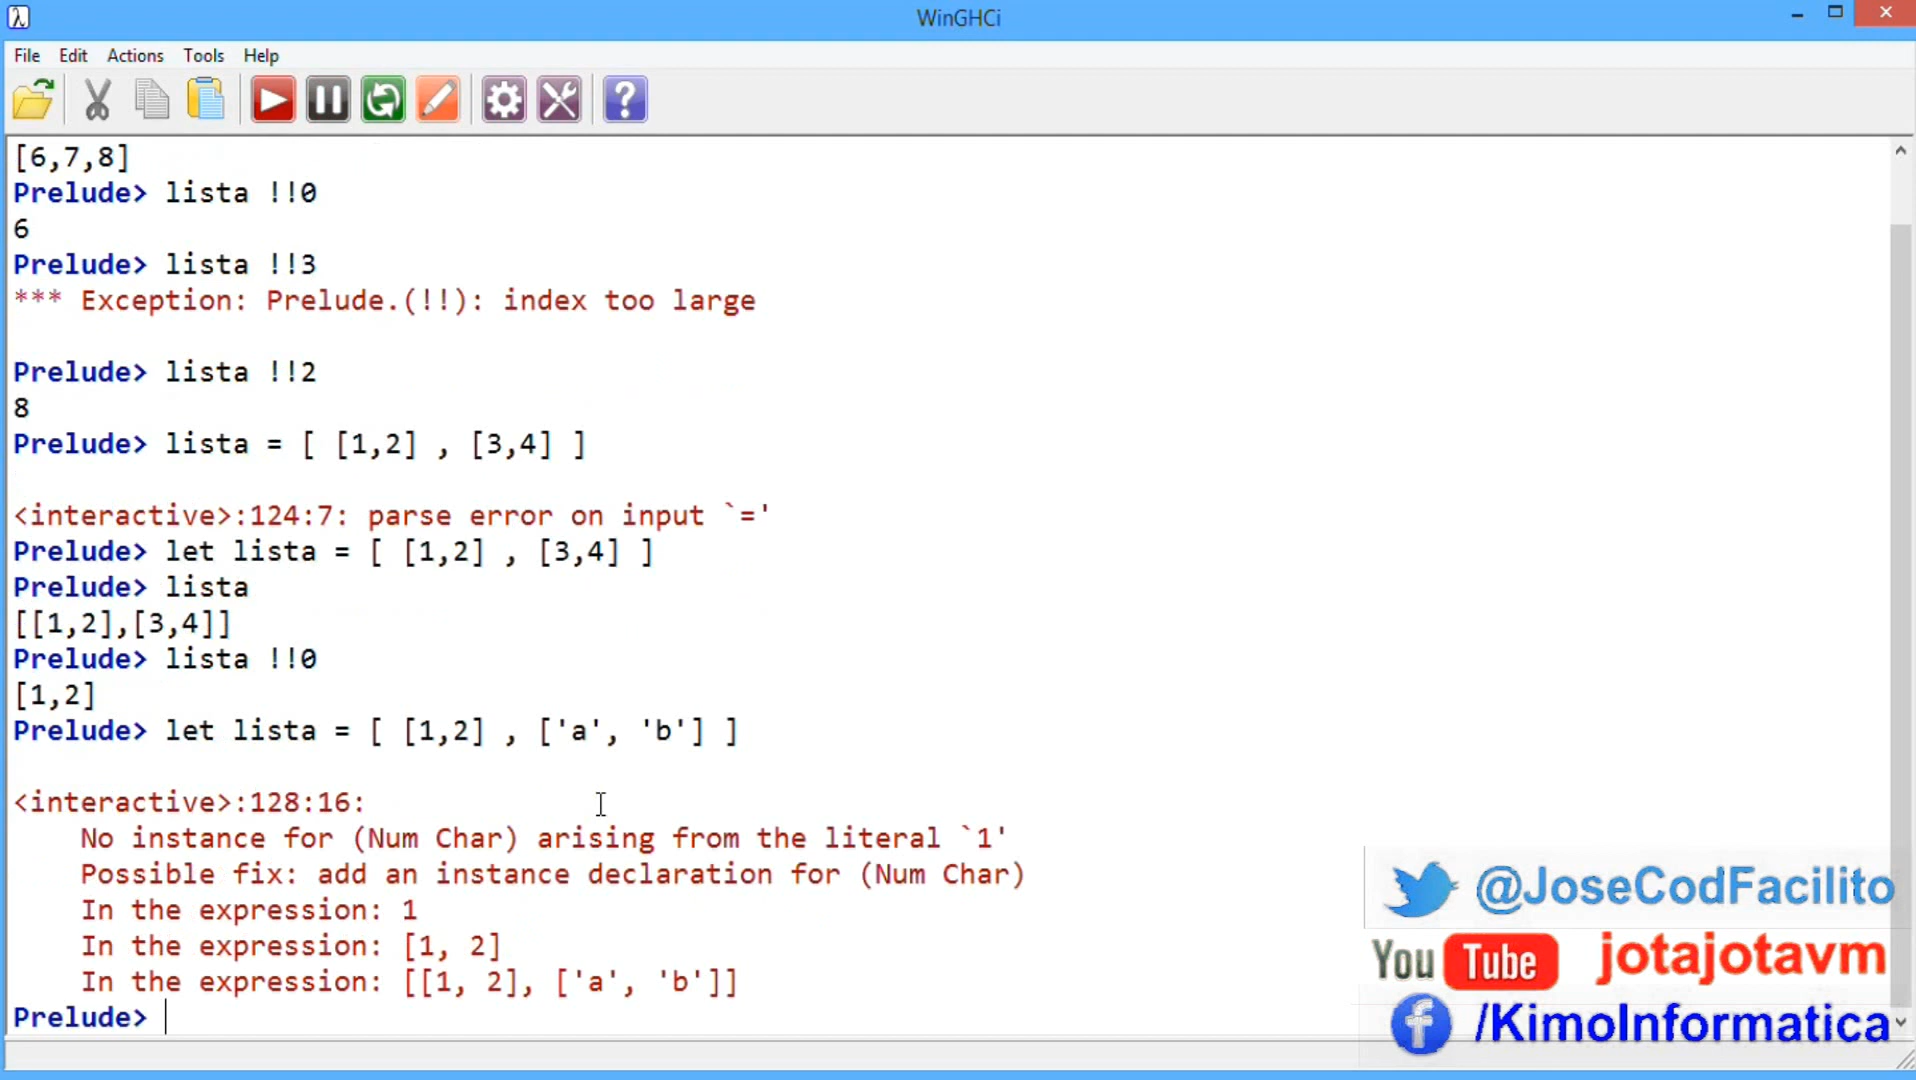 WinGHCi
File Edit Actions Tools Help
[6,7,8]
Prelude> lista !!0
6
Prelude> lista !!3
*** Exception: Prelude.(!!): index too large
Prelude> lista !!2
8
Prelude> lista = [ [1,2] , [3,4] ]
<interactive>:124:7: parse error on input `='
Prelude> let lista = [ [1,2] , [3,4] ]
Prelude> lista
[[1,2],[3,4]]
Prelude> lista !!0
[1,2]
Prelude> let lista = [ [1,2] , ['a', 'b'] ]
<interactive>:128:16:
    No instance for (Num Char) arising from the literal `1'
    Possible fix: add an instance declaration for (Num Char)
    In the expression: 1
    In the expression: [1, 2]
    In the expression: [[1, 2], ['a', 'b']]
Prelude>
@JoseCodFacilito
You Tube jotajotavm
f /KimoInformatica